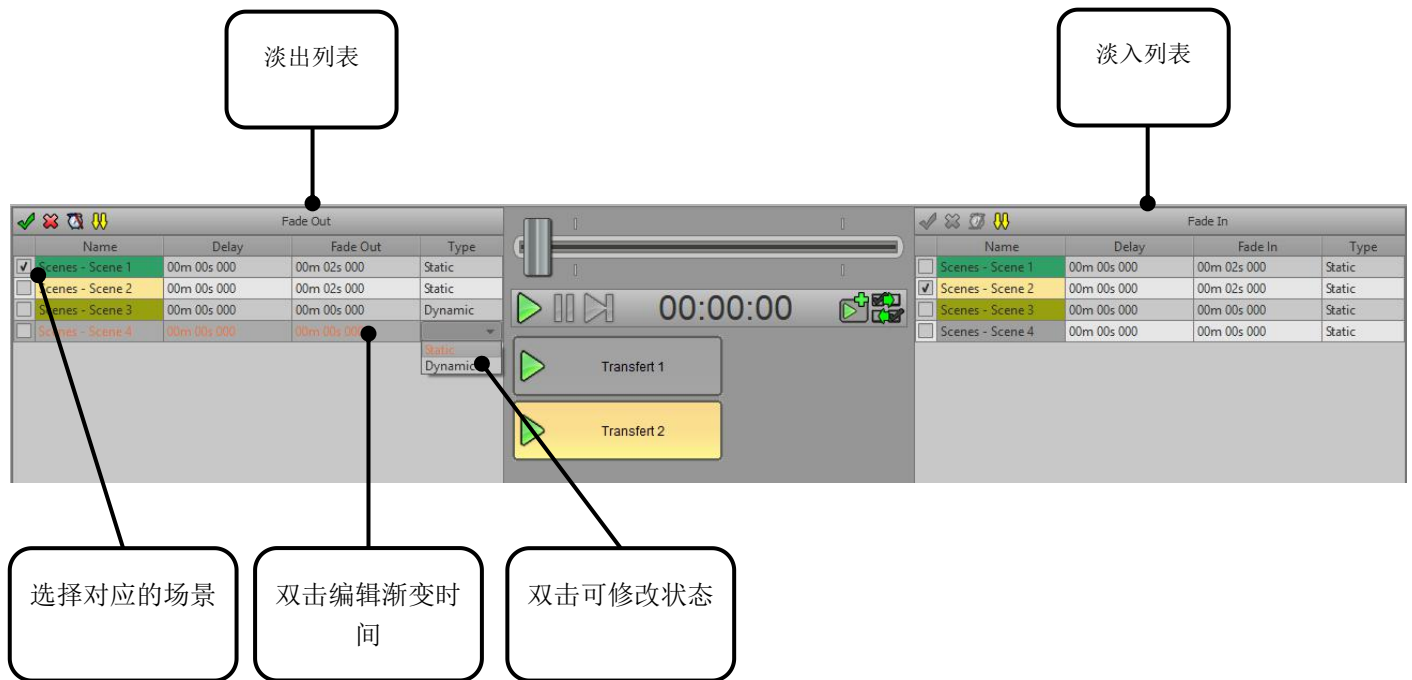 淡出列表
淡入列表
Fade Out
Name Delay Fade Out Type
Scenes - Scene 1 00m 00s 000 00m 02s 000 Static
Scenes - Scene 2 00m 00s 000 00m 02s 000 Static
Scenes - Scene 3 00m 00s 000 00m 00s 000 Dynamic
Scenes - Scene 4 00m 00s 000 00m 00s 000
Static
Dynamic
00:00:00
Transfert 1
Transfert 2
Fade In
Name Delay Fade In Type
Scenes - Scene 1 00m 00s 000 00m 02s 000 Static
Scenes - Scene 2 00m 00s 000 00m 02s 000 Static
Scenes - Scene 3 00m 00s 000 00m 00s 000 Static
Scenes - Scene 4 00m 00s 000 00m 00s 000 Static
选择对应的场景
双击编辑渐变时
间
双击可修改状态